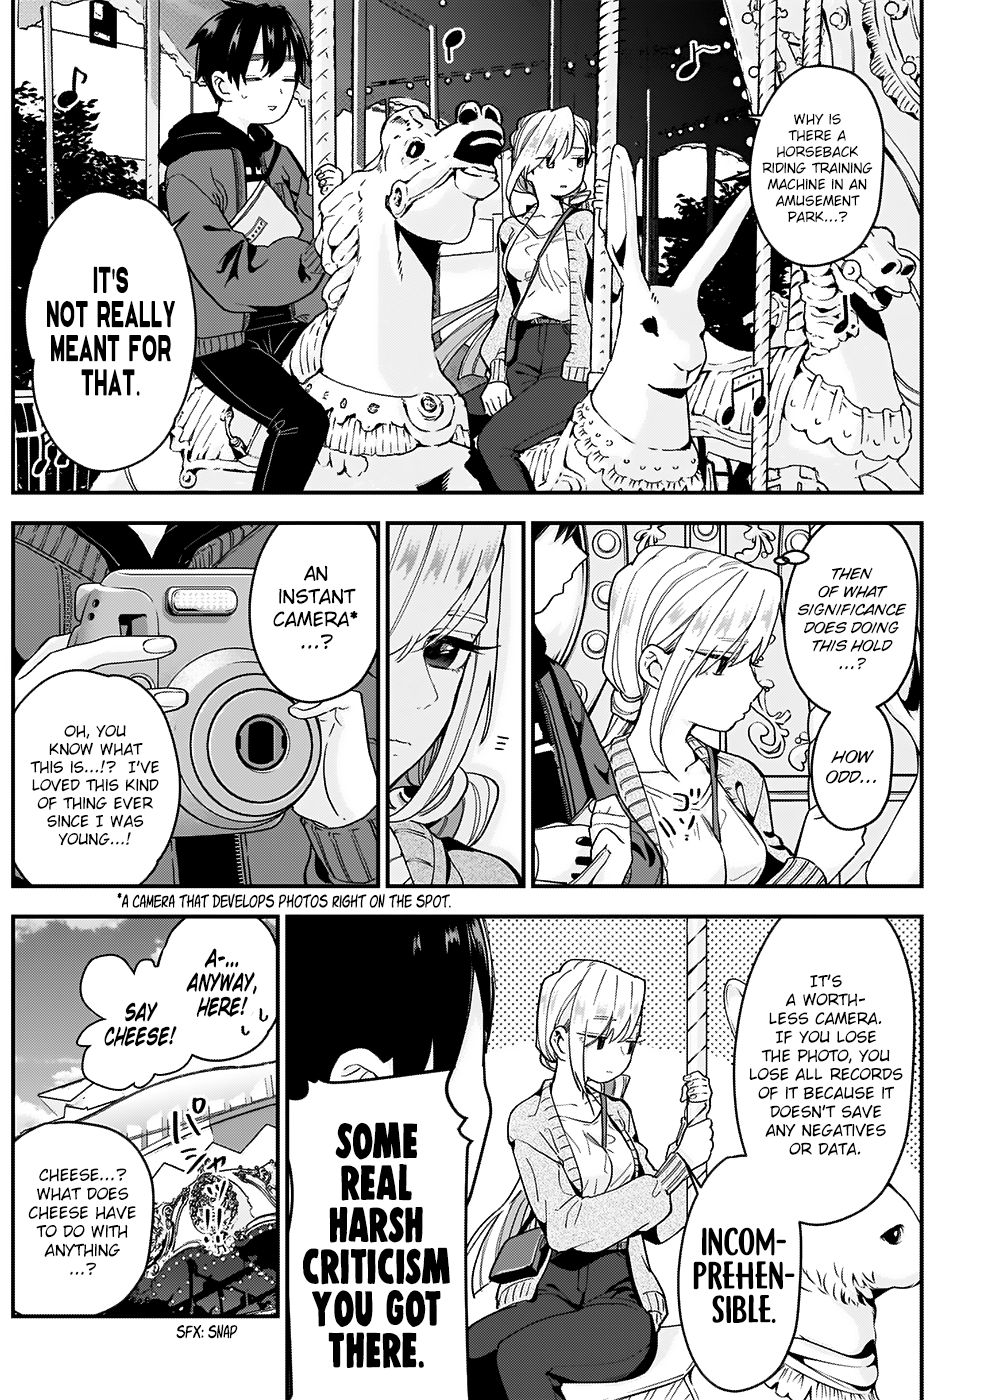 WHY IS
THERE A
HORSEBACK
RIDING TRAINING
MACHINE IN AN
AMUSEMENT
PARK...?
IT'S
NOT REALLY
MEANT FOR
THAT.
THEN
OF WHAT
SIGNIFICANCE
DOES DOING
THIS HOLD
...?
HOW
ODD...
ゴソ
AN
INSTANT
CAMERA*
...?
OH, YOU
KNOW WHAT
THIS IS...!? I'VE
LOVED THIS
KIND OF THING EVER
SINCE I WAS
YOUNG...!
*A CAMERA THAT DEVELOPS PHOTOS RIGHT ON THE SPOT.
IT'S
A WORTH-
LESS CAMERA.
IF YOU LOSE
THE PHOTO, YOU
LOSE ALL RECORDS
OF IT BECAUSE IT
DOESN'T SAVE
ANY NEGATIVES
OR DATA.
INCOM-
PREHEN-
SIBLE.
SOME
REAL
HARSH
CRITICISM
YOU GOT
THERE.
A-...
ANYWAY,
HERE!
SAY
CHEESE!
CHEESE...?
WHAT DOES
CHEESE HAVE
TO DO WITH
ANYTHING
...?
SFX: SNAP